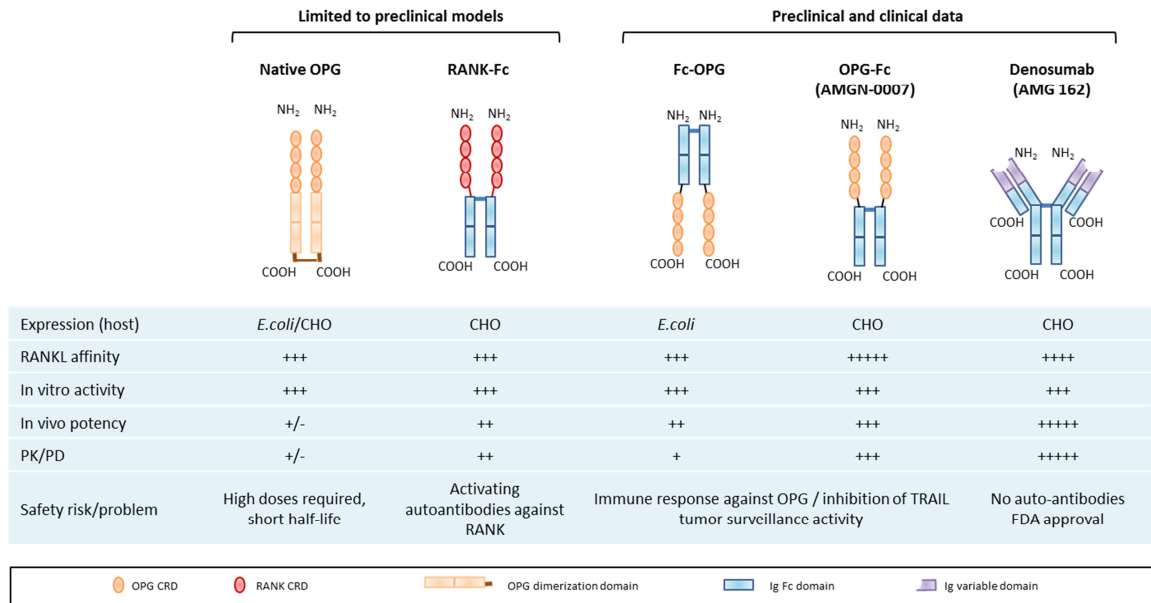 Limited to preclinical models
Preclinical and clinical data
Native OPG
RANK-Fc
Fc-OPG
OPG-Fc
(AMGN-0007)
Denosumab
(AMG 162)
NH2 NH2
NH2 NH2
NH2 NH2
NH2 NH2
NH2 NH2
COOH COOH
COOH COOH
COOH COOH
COOH COOH
COOH COOH
COOH COOH
Expression (host) E.coli/CHO CHO E.coli CHO CHO
RANKL affinity +++ +++ +++ +++++ ++++
In vitro activity +++ +++ +++ +++ +++
In vivo potency +/- ++ ++ +++ +++++
PK/PD +/- ++ + +++ +++++
Safety risk/problem
High doses required,
short half-life
Activating
autoantibodies against
RANK
Immune response against OPG / inhibition of TRAIL
tumor surveillance activity
No auto-antibodies
FDA approval
OPG CRD RANK CRD OPG dimerization domain Ig Fc domain Ig variable domain